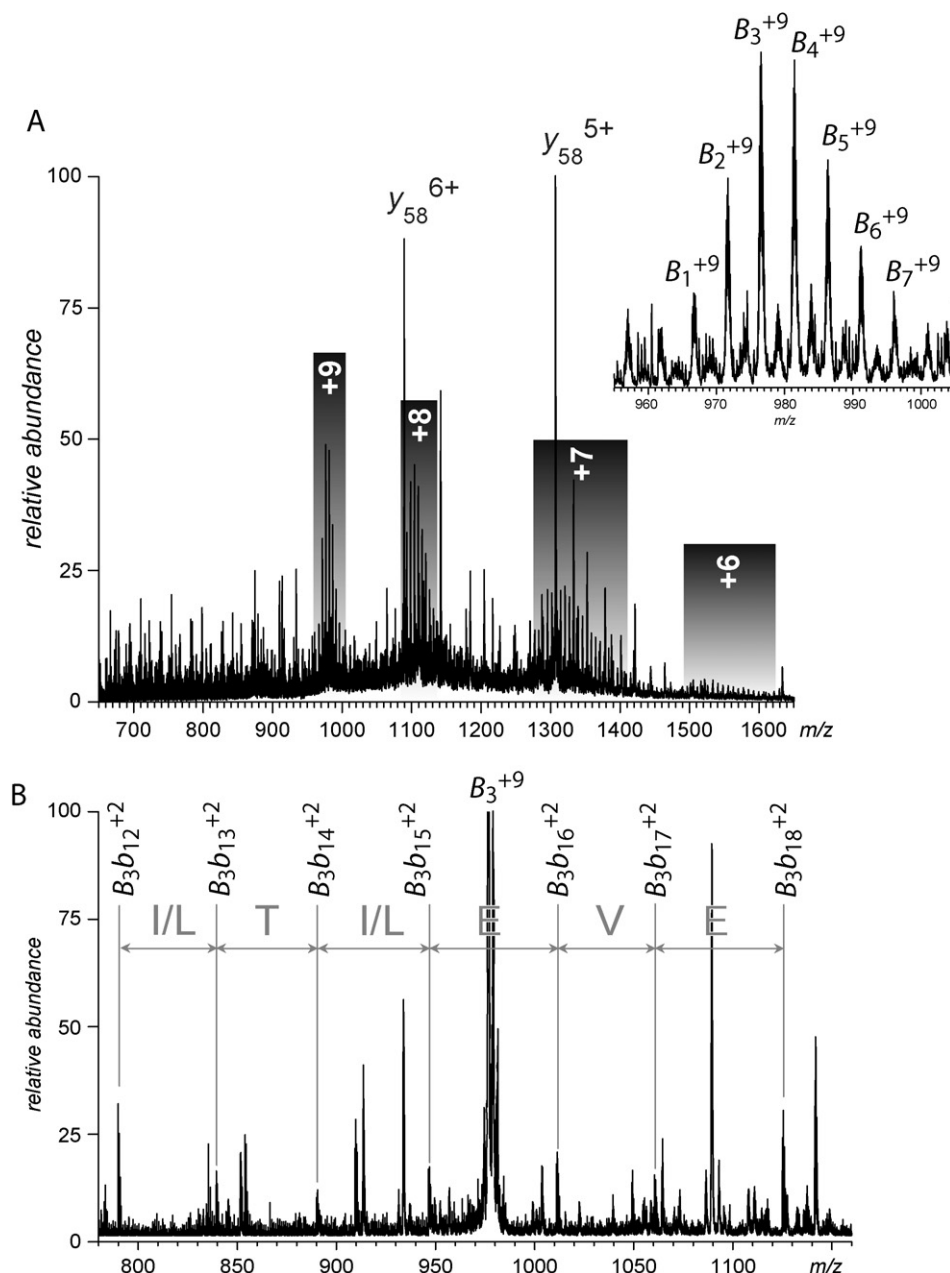 A
relative abundance
100
75
50
25
0
y58 6+
y58 5+
+9
+8
+7
+6
700 800 900 1000 1100 1200 1300 1400 1500 1600 m/z
B1+9
B2+9
B3+9
B4+9
B5+9
B6+9
B7+9
960 970 980 990 1000
m/z
B
relative abundance
100
75
50
25
0
B3b12+2
B3b13+2
B3b14+2
B3b15+2
B3+9
B3b16+2
B3b17+2
B3b18+2
I/L T I/L E V E
800 850 900 950 1000 1050 1100 m/z